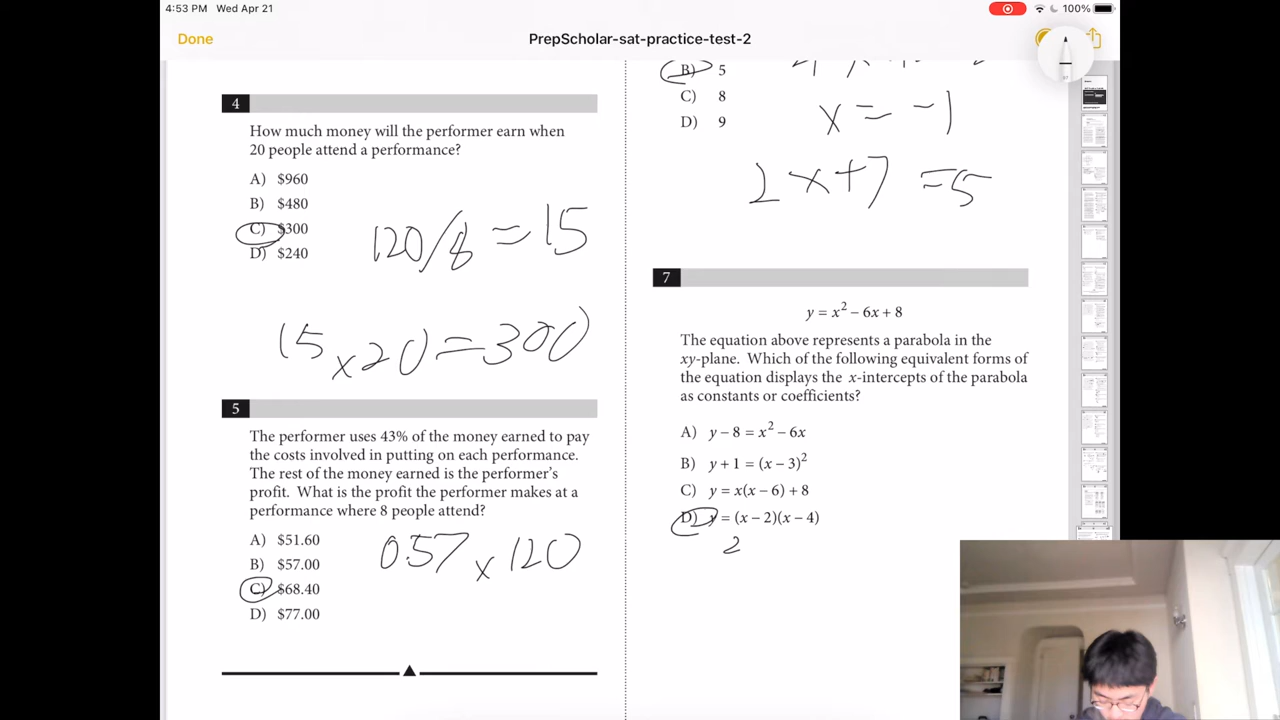 4:53 PM Wed Apr 21
100%
Done
PrepScholar-sat-practice-test-2
4
How much money will the performer earn when
20 people attend a performance?
A) $960
B) $480
C) $300
D) $240
120/8 = 15
15 x 20 = 300
5
The performer uses 43% of the money earned to pay
the costs involved in putting on each performance.
The rest of the money earned is the performer's
profit. What is the profit the performer makes at a
performance where 8 people attend?
A) $51.60
B) $57.00
C) $68.40
D) $77.00
0.57 x 120
B) 5
C) 8
D) 9
x = -1
2x+7 = 5
7
y = x² − 6x + 8
The equation above represents a parabola in the
xy-plane. Which of the following equivalent forms of
the equation displays the x-intercepts of the parabola
as constants or coefficients?
A) y − 8 = x² − 6x
B) y + 1 = (x − 3)²
C) y = x(x − 6) + 8
D) y = (x − 2)(x − 4)
2